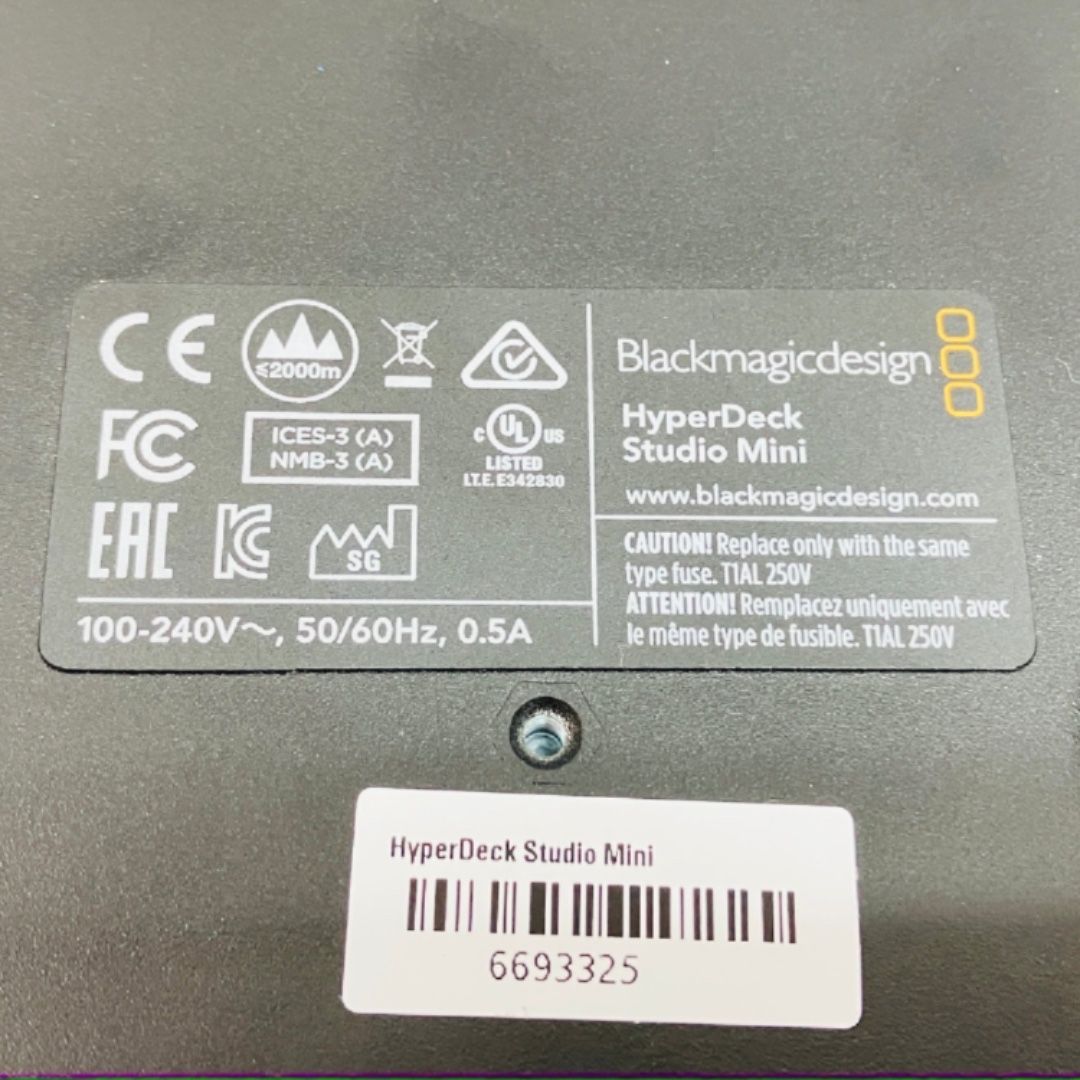 CE
≤2000m
FC
ICES-3 (A)
NMB-3 (A)
c UL US
LISTED
I.T.E. E342830
EAC
KC
SG
100-240V~, 50/60Hz, 0.5A
Blackmagicdesign
HyperDeck
Studio Mini
www.blackmagicdesign.com
CAUTION! Replace only with the same
type fuse. T1AL 250V
ATTENTION! Remplacez uniquement avec
le même type de fusible. T1AL 250V
HyperDeck Studio Mini
6693325